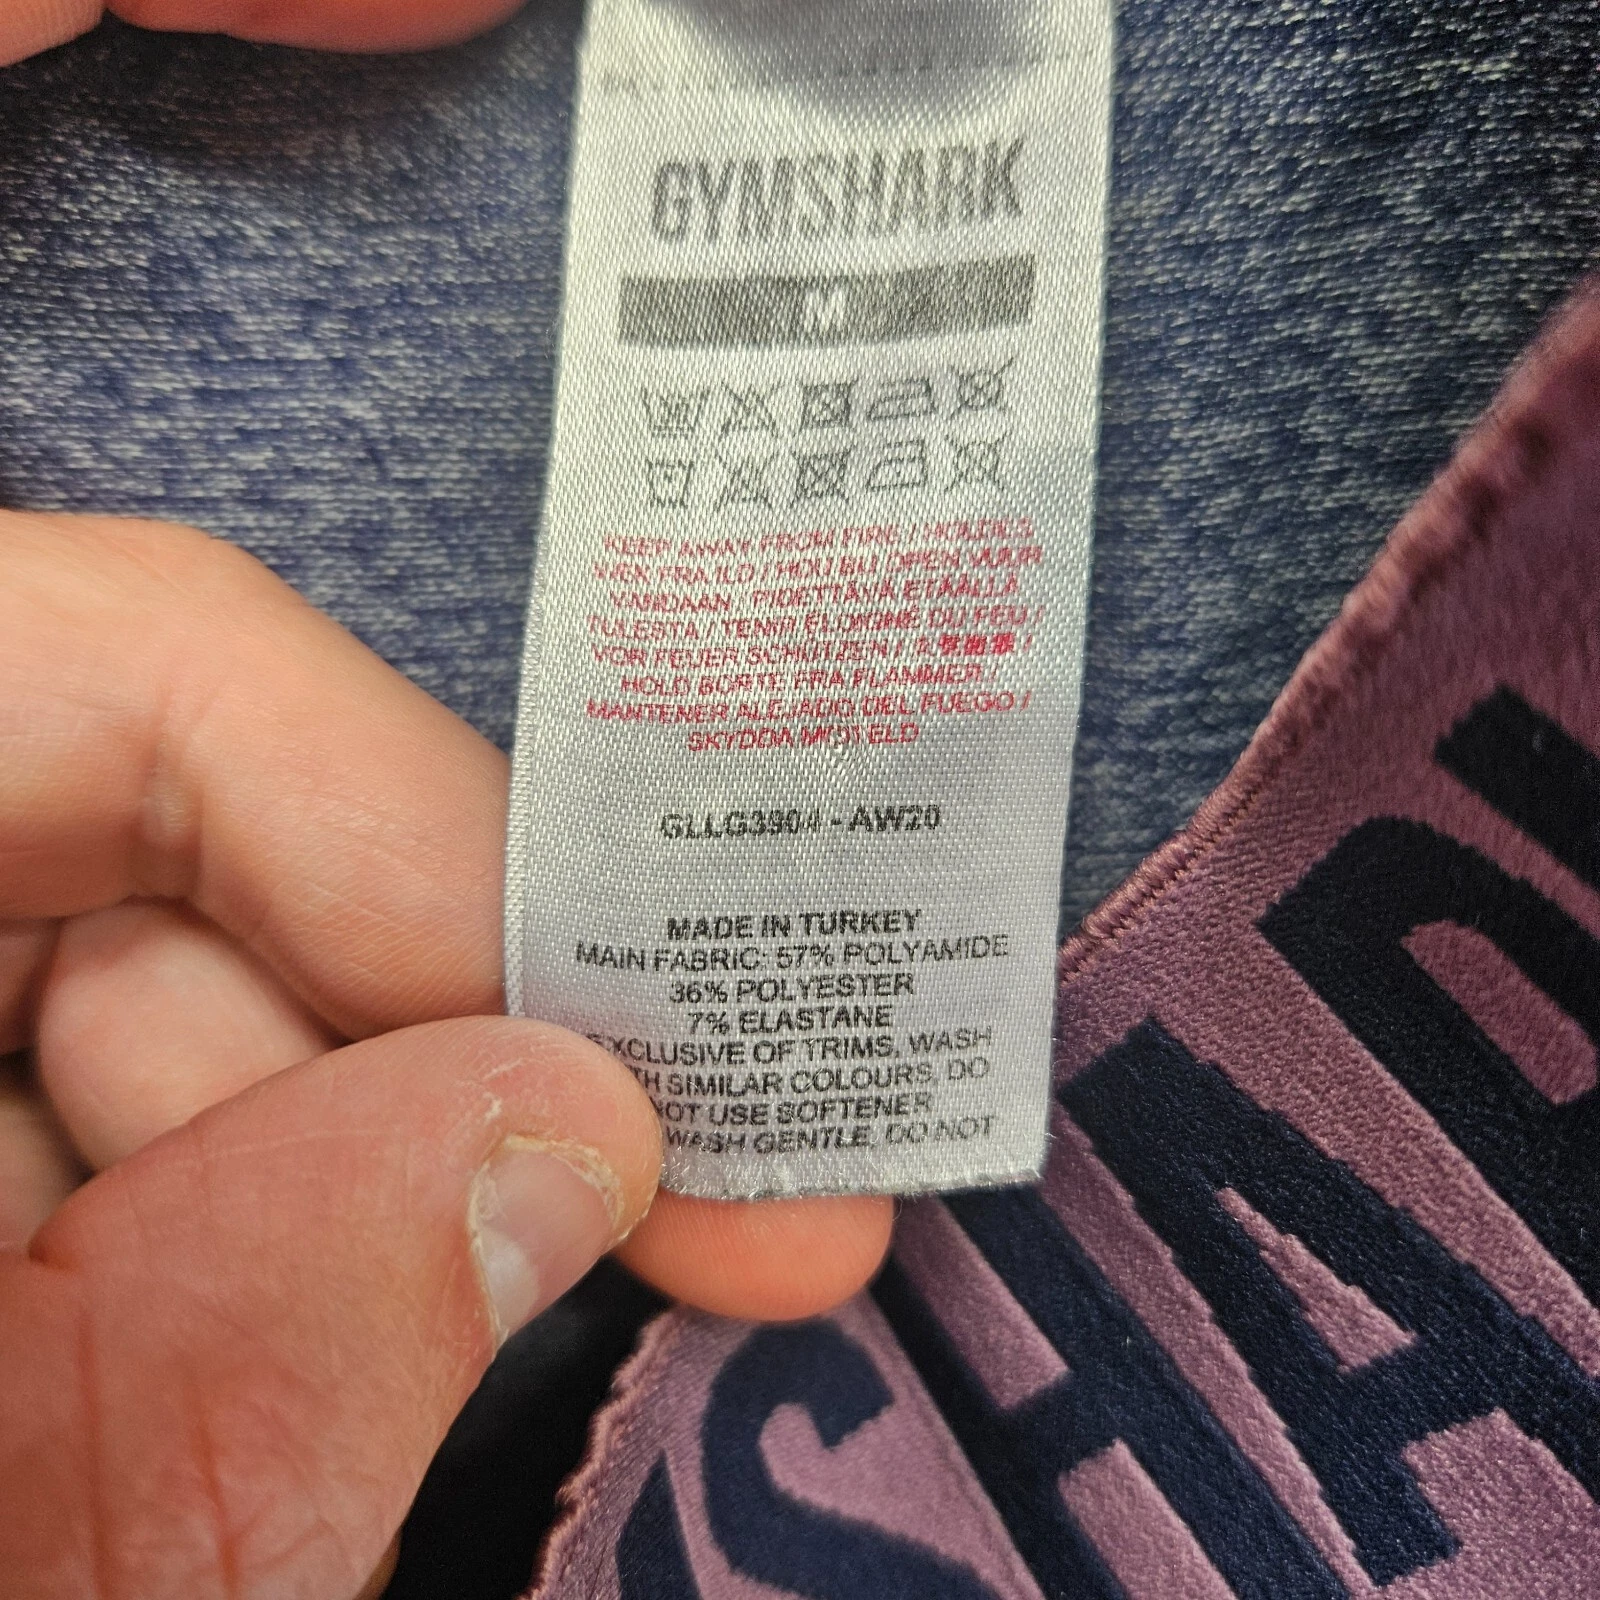 GYMSHARK
M
KEEP AWAY FROM FIRE / HOLDES
VÆK FRA ILD / HOU BIJ OPEN VUUR
VANDAAN / PIDETTÄVÄ ETÄÄLLÄ
TULESTA / TENIR ÉLOIGNÉ DU FEU /
VOR FEUER SCHÜTZEN /
HOLD BORTE FRA FLAMMER /
MANTENER ALEJADO DEL FUEGO /
SKYDDA MOT ELD
GLLG3904 - AW20
MADE IN TURKEY
MAIN FABRIC: 57% POLYAMIDE
36% POLYESTER
7% ELASTANE
EXCLUSIVE OF TRIMS, WASH
TH SIMILAR COLOURS, DO
NOT USE SOFTENER
WASH GENTLE, DO NOT
SHAR